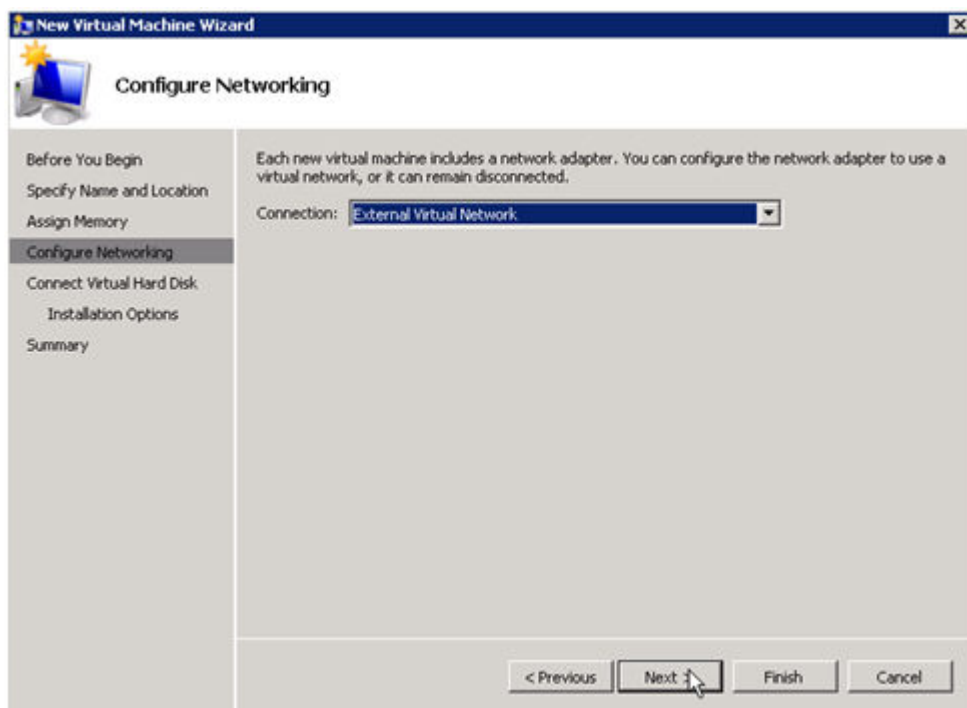 New Virtual Machine Wizard
Configure Networking
Before You Begin
Specify Name and Location
Assign Memory
Configure Networking
Connect Virtual Hard Disk
Installation Options
Summary
Each new virtual machine includes a network adapter. You can configure the network adapter to use a
virtual network, or it can remain disconnected.
Connection: External Virtual Network
< Previous
Next >
Finish
Cancel